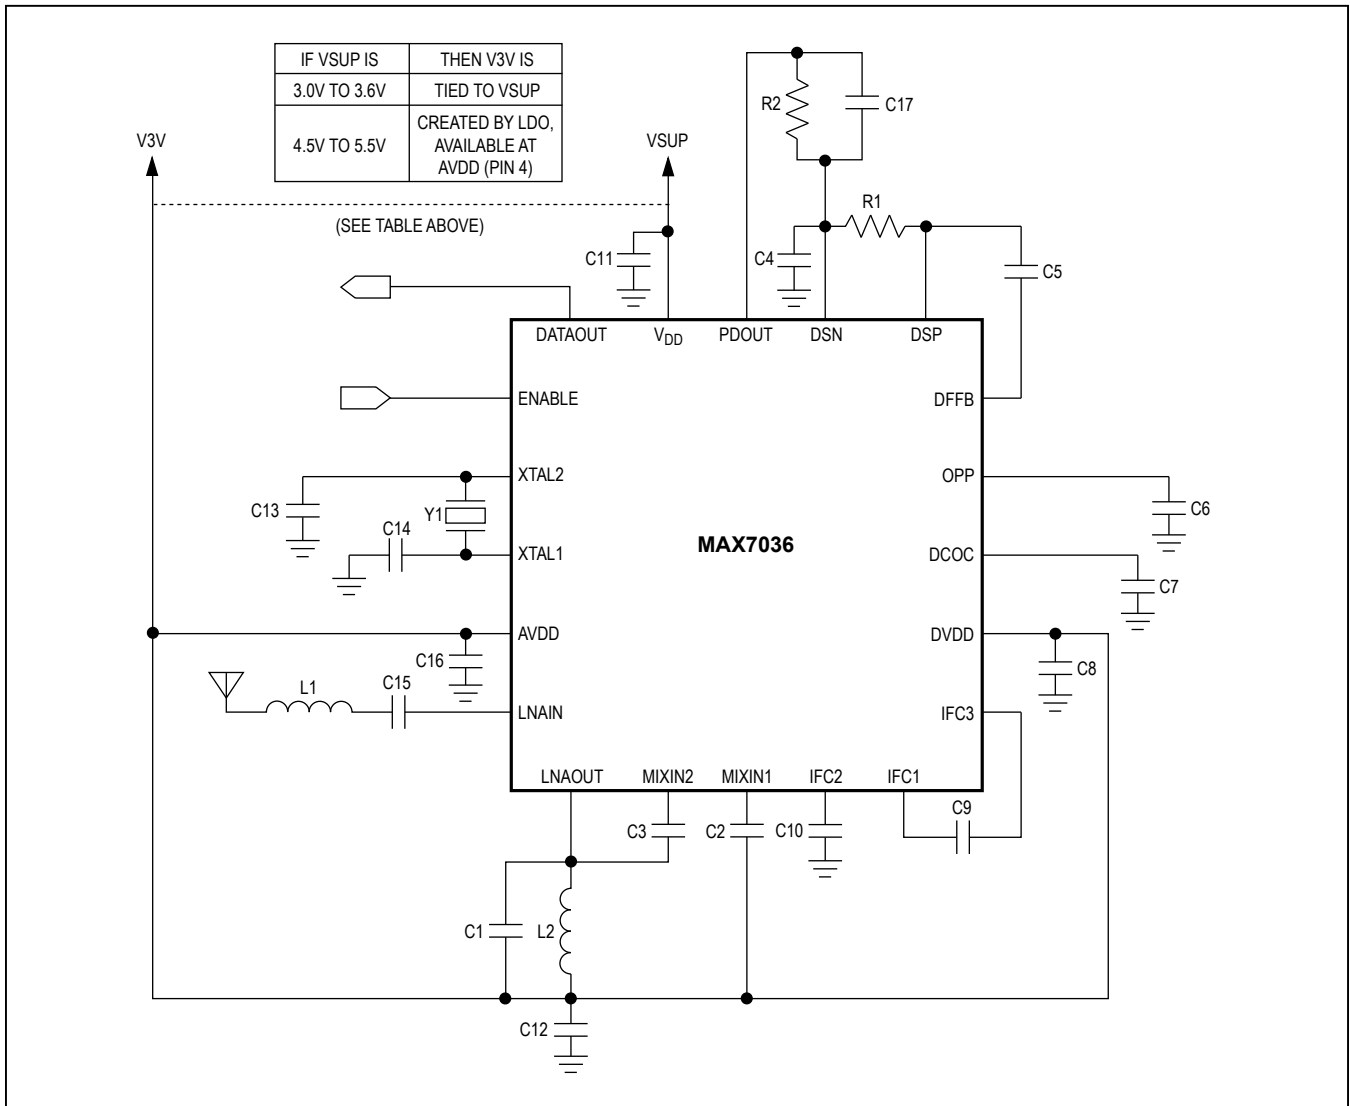 IF VSUP IS THEN V3V IS
3.0V TO 3.6V TIED TO VSUP
4.5V TO 5.5V CREATED BY LDO,
AVAILABLE AT
AVDD (PIN 4)
V3V
VSUP
(SEE TABLE ABOVE)
R2
C17
R1
C11
C4
C5
DATAOUT
VDD
PDOUT
DSN
DSP
ENABLE
DFFB
XTAL2
OPP
C13
Y1
C6
C14
XTAL1
MAX7036
DCOC
C7
AVDD
DVDD
C16
C8
L1
C15
LNAIN
IFC3
LNAOUT
MIXIN2
MIXIN1
IFC2
IFC1
C3
C2
C10
C9
C1
L2
C12